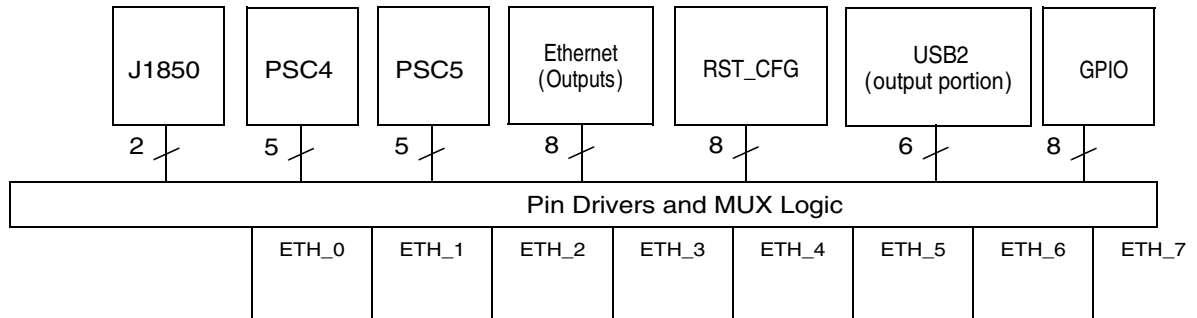 J1850
PSC4
PSC5
Ethernet
(Outputs)
RST_CFG
USB2
(output portion)
GPIO
2
5
5
8
8
6
8
Pin Drivers and MUX Logic
ETH_0
ETH_1
ETH_2
ETH_3
ETH_4
ETH_5
ETH_6
ETH_7